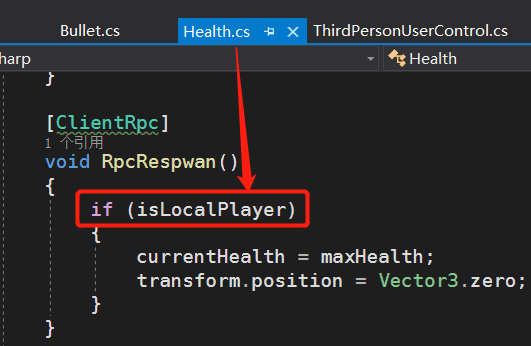 Bullet.cs Health.cs ThirdPersonUserControl.cs
harp Health
}
[ClientRpc]
1 个引用
void RpcRespwan()
{
if (isLocalPlayer)
{
currentHealth = maxHealth;
transform.position = Vector3.zero;
}
}